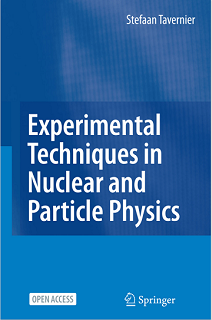 Stefaan Tavernier
Experimental
Techniques in
Nuclear and
Particle Physics
OPEN ACCESS
Springer